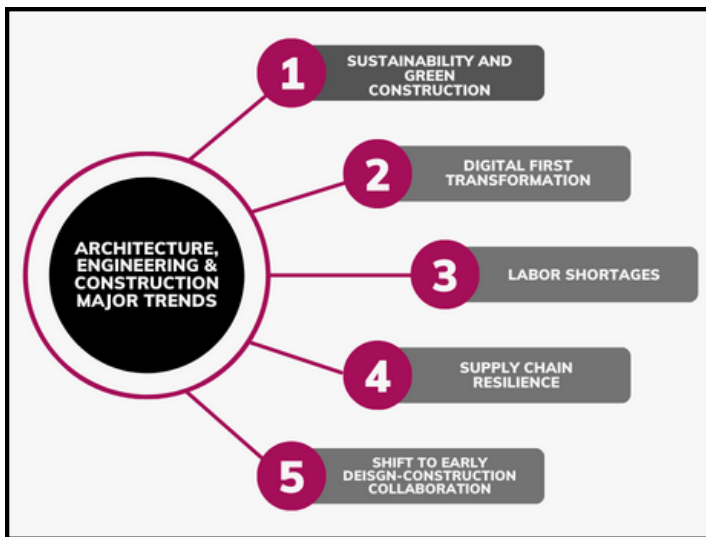 ARCHITECTURE,
ENGINEERING &
CONSTRUCTION
MAJOR TRENDS
1
SUSTAINABILITY AND
GREEN
CONSTRUCTION
2
DIGITAL FIRST
TRANSFORMATION
3
LABOR SHORTAGES
4
SUPPLY CHAIN
RESILIENCE
5
SHIFT TO EARLY
DEISGN-CONSTRUCTION
COLLABORATION